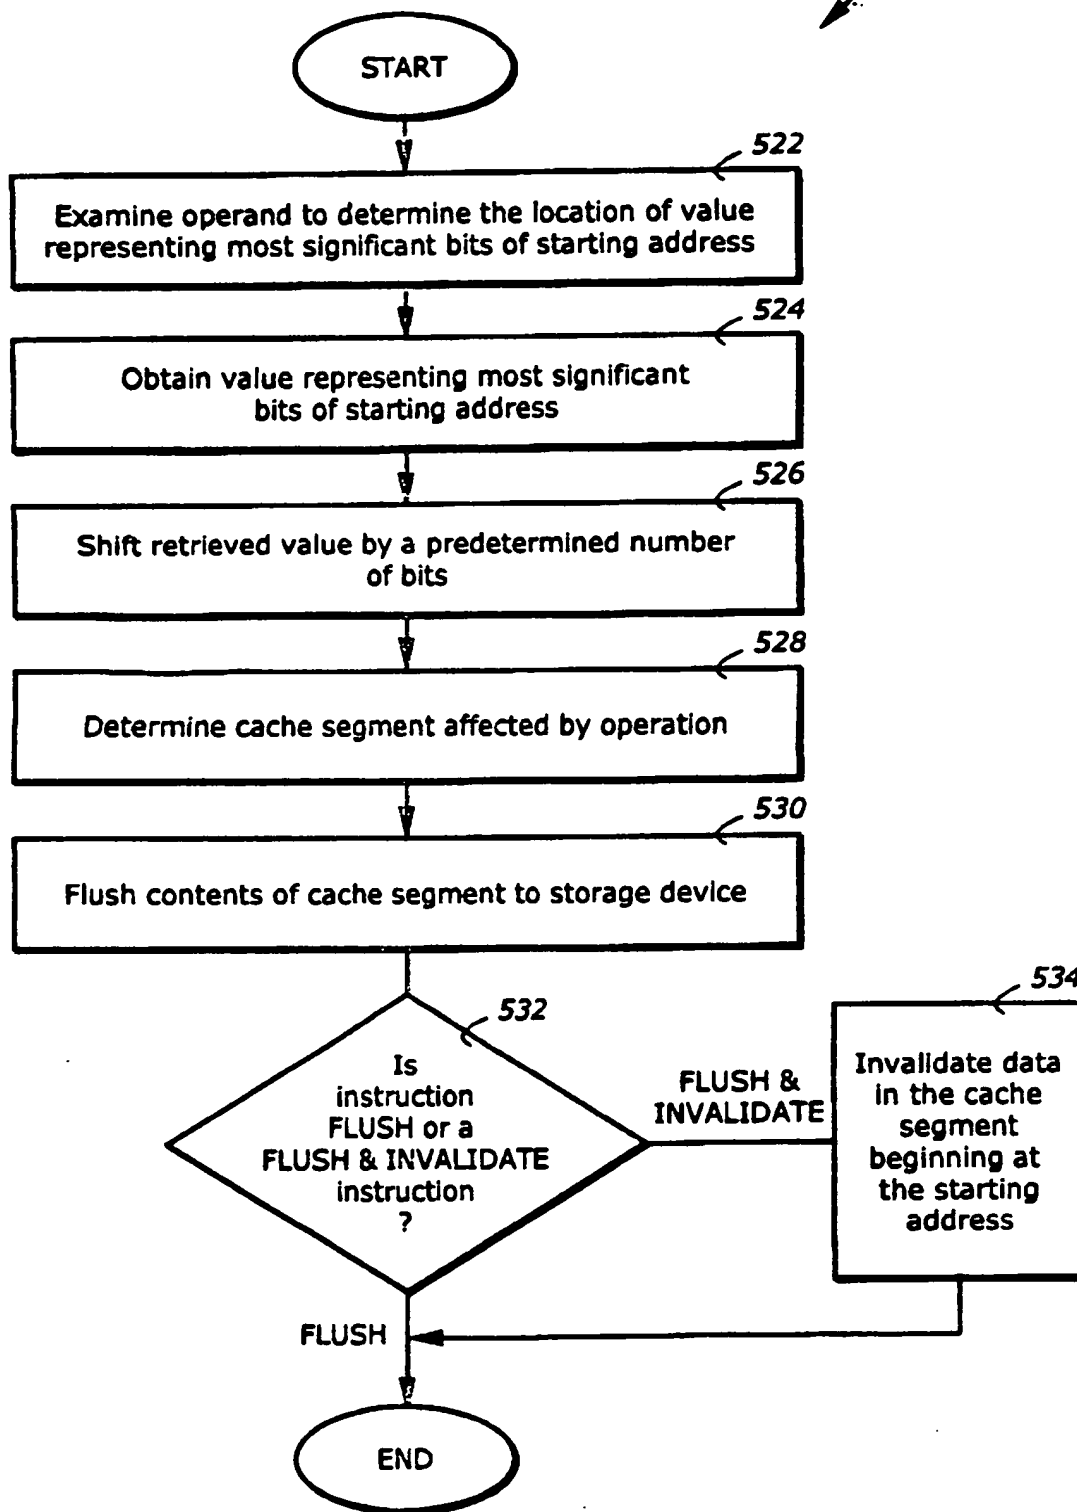 START
522
Examine operand to determine the location of value
representing most significant bits of starting address
524
Obtain value representing most significant
bits of starting address
526
Shift retrieved value by a predetermined number
of bits
528
Determine cache segment affected by operation
530
Flush contents of cache segment to storage device
532
Is
instruction
FLUSH or a
FLUSH & INVALIDATE
instruction
?
FLUSH &
INVALIDATE
534
Invalidate data
in the cache
segment
beginning at
the starting
address
FLUSH
END